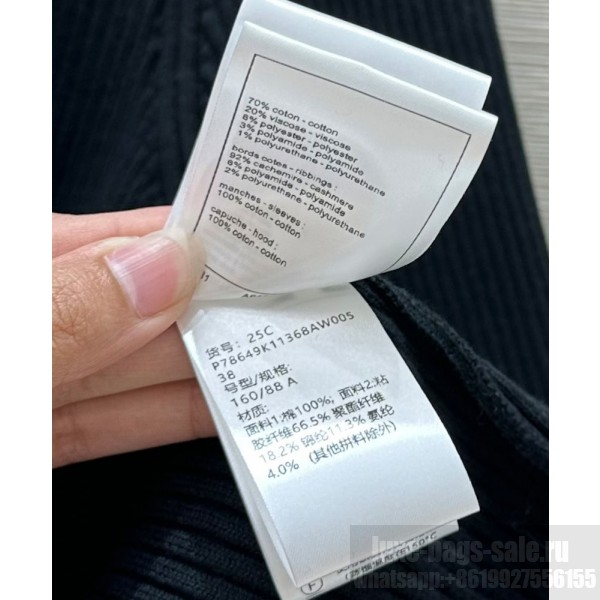 70% coton - cotton
20% viscose - viscose
8% polyester - polyester
3% polyamide - polyamide
1% polyurethane - polyurethane
bords cotes - ribbings :
92% cachemire - cashmere
6% polyamide - polyamide
2% polyurethane - polyurethane
manches - sleeves :
100% coton - cotton
capuche - hood :
100% coton - cotton
货号: 25C
P78649K11368AW005
38
号型/规格:
160/88 A
材质:
面料1:棉100%, 面料2:粘
胶纤维66.5% 聚酯纤维
18.2% 锦纶11.3% 氨纶
4.0% (其他拼料除外)
F
luxe-bags-sale.ru
whatsapp:+8619927556155